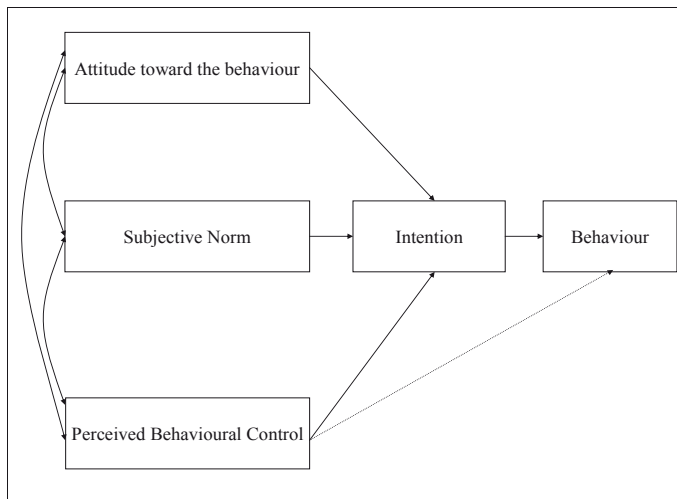 Attitude toward the behaviour
Subjective Norm
Intention
Behaviour
Perceived Behavioural Control